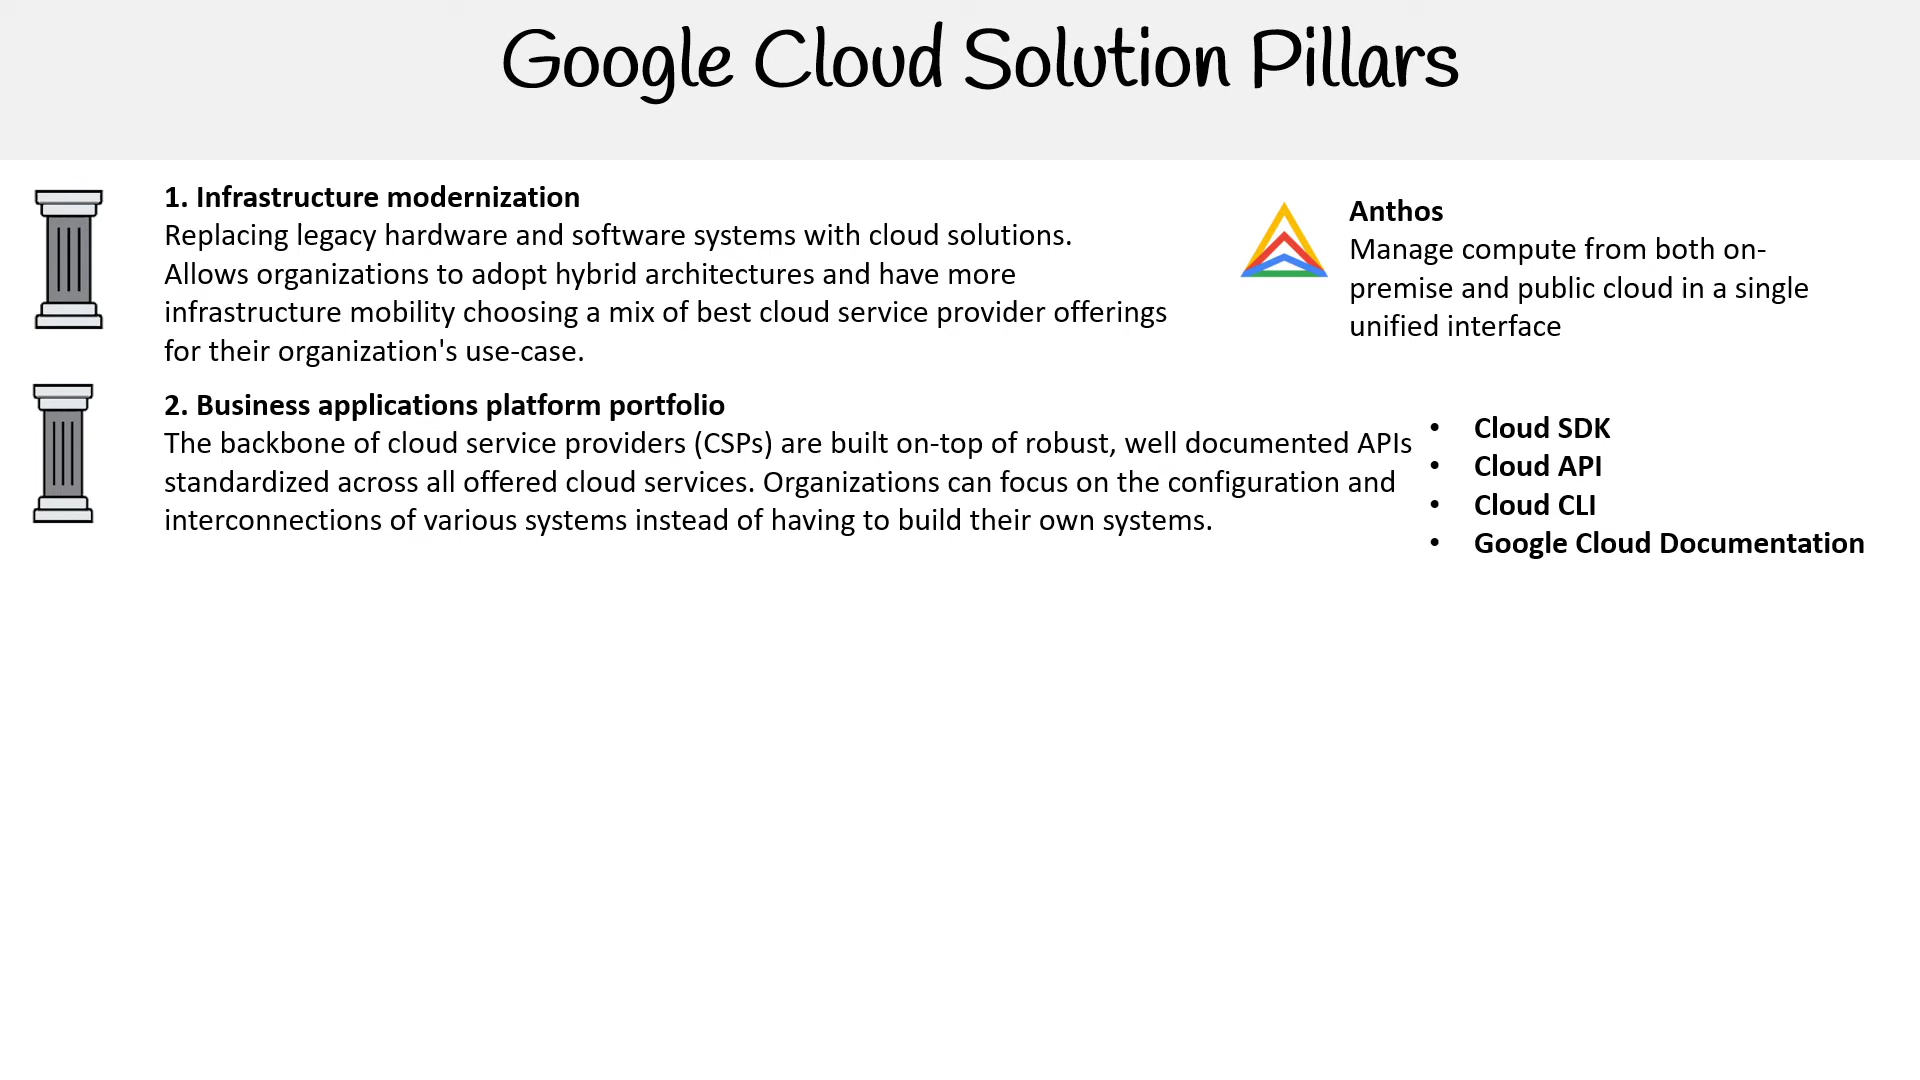 Google Cloud Solution Pillars
1. Infrastructure modernization
Replacing legacy hardware and software systems with cloud solutions.
Allows organizations to adopt hybrid architectures and have more
infrastructure mobility choosing a mix of best cloud service provider offerings
for their organization's use-case.
Anthos
Manage compute from both on-
premise and public cloud in a single
unified interface
2. Business applications platform portfolio
The backbone of cloud service providers (CSPs) are built on-top of robust, well documented APIs
standardized across all offered cloud services. Organizations can focus on the configuration and
interconnections of various systems instead of having to build their own systems.
• Cloud SDK
• Cloud API
• Cloud CLI
• Google Cloud Documentation